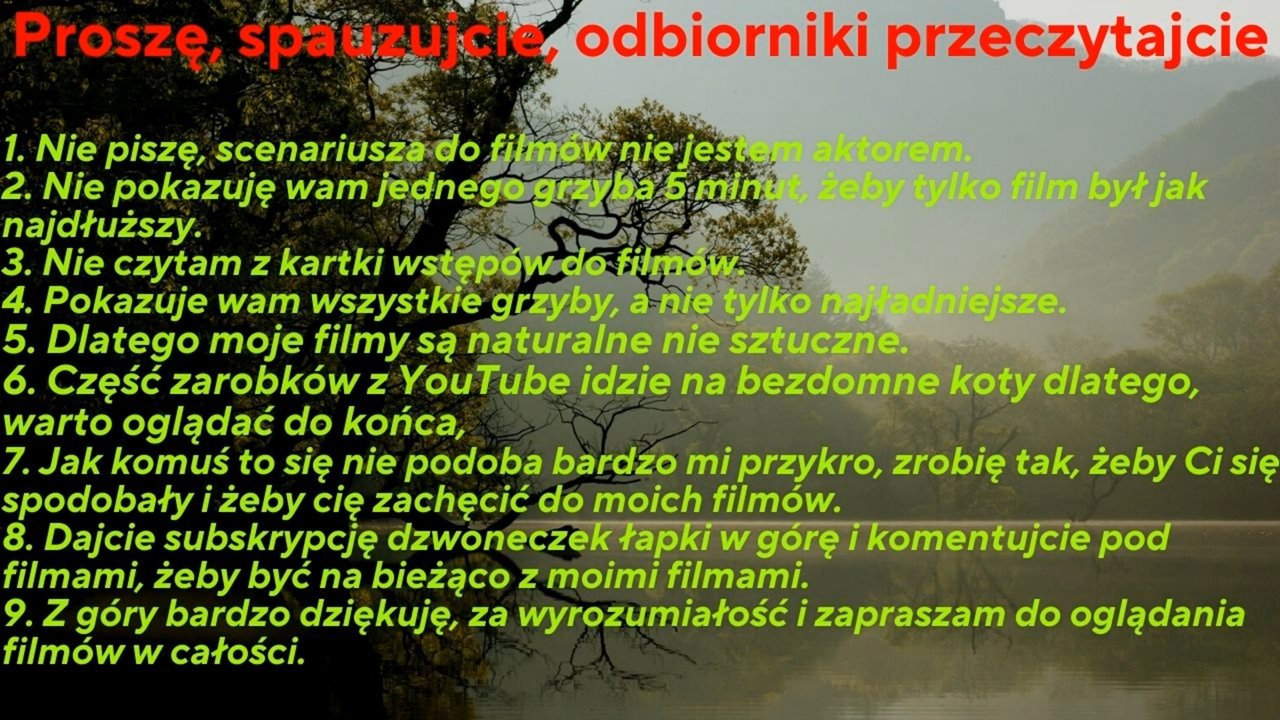 Proszę, spauzujcie, odbiorniki przeczytajcie
1. Nie piszę, scenariusza do filmów nie jestem aktorem.
2. Nie pokazuję wam jednego grzyba 5 minut, żeby tylko film był jak
najdłuższy.
3. Nie czytam z kartki wstępów do filmów.
4. Pokazuje wam wszystkie grzyby, a nie tylko najładniejsze.
5. Dlatego moje filmy są naturalne nie sztuczne.
6. Część zarobków z YouTube idzie na bezdomne koty dlatego,
warto oglądać do końca,
7. Jak komuś to się nie podoba bardzo mi przykro, zrobię tak, żeby Ci się
spodobały i żeby cię zachęcić do moich filmów.
8. Dajcie subskrypcję dzwoneczek łapki w górę i komentujcie pod
filmami, żeby być na bieżąco z moimi filmami.
9. Z góry bardzo dziękuję, za wyrozumiałość i zapraszam do oglądania
filmów w całości.